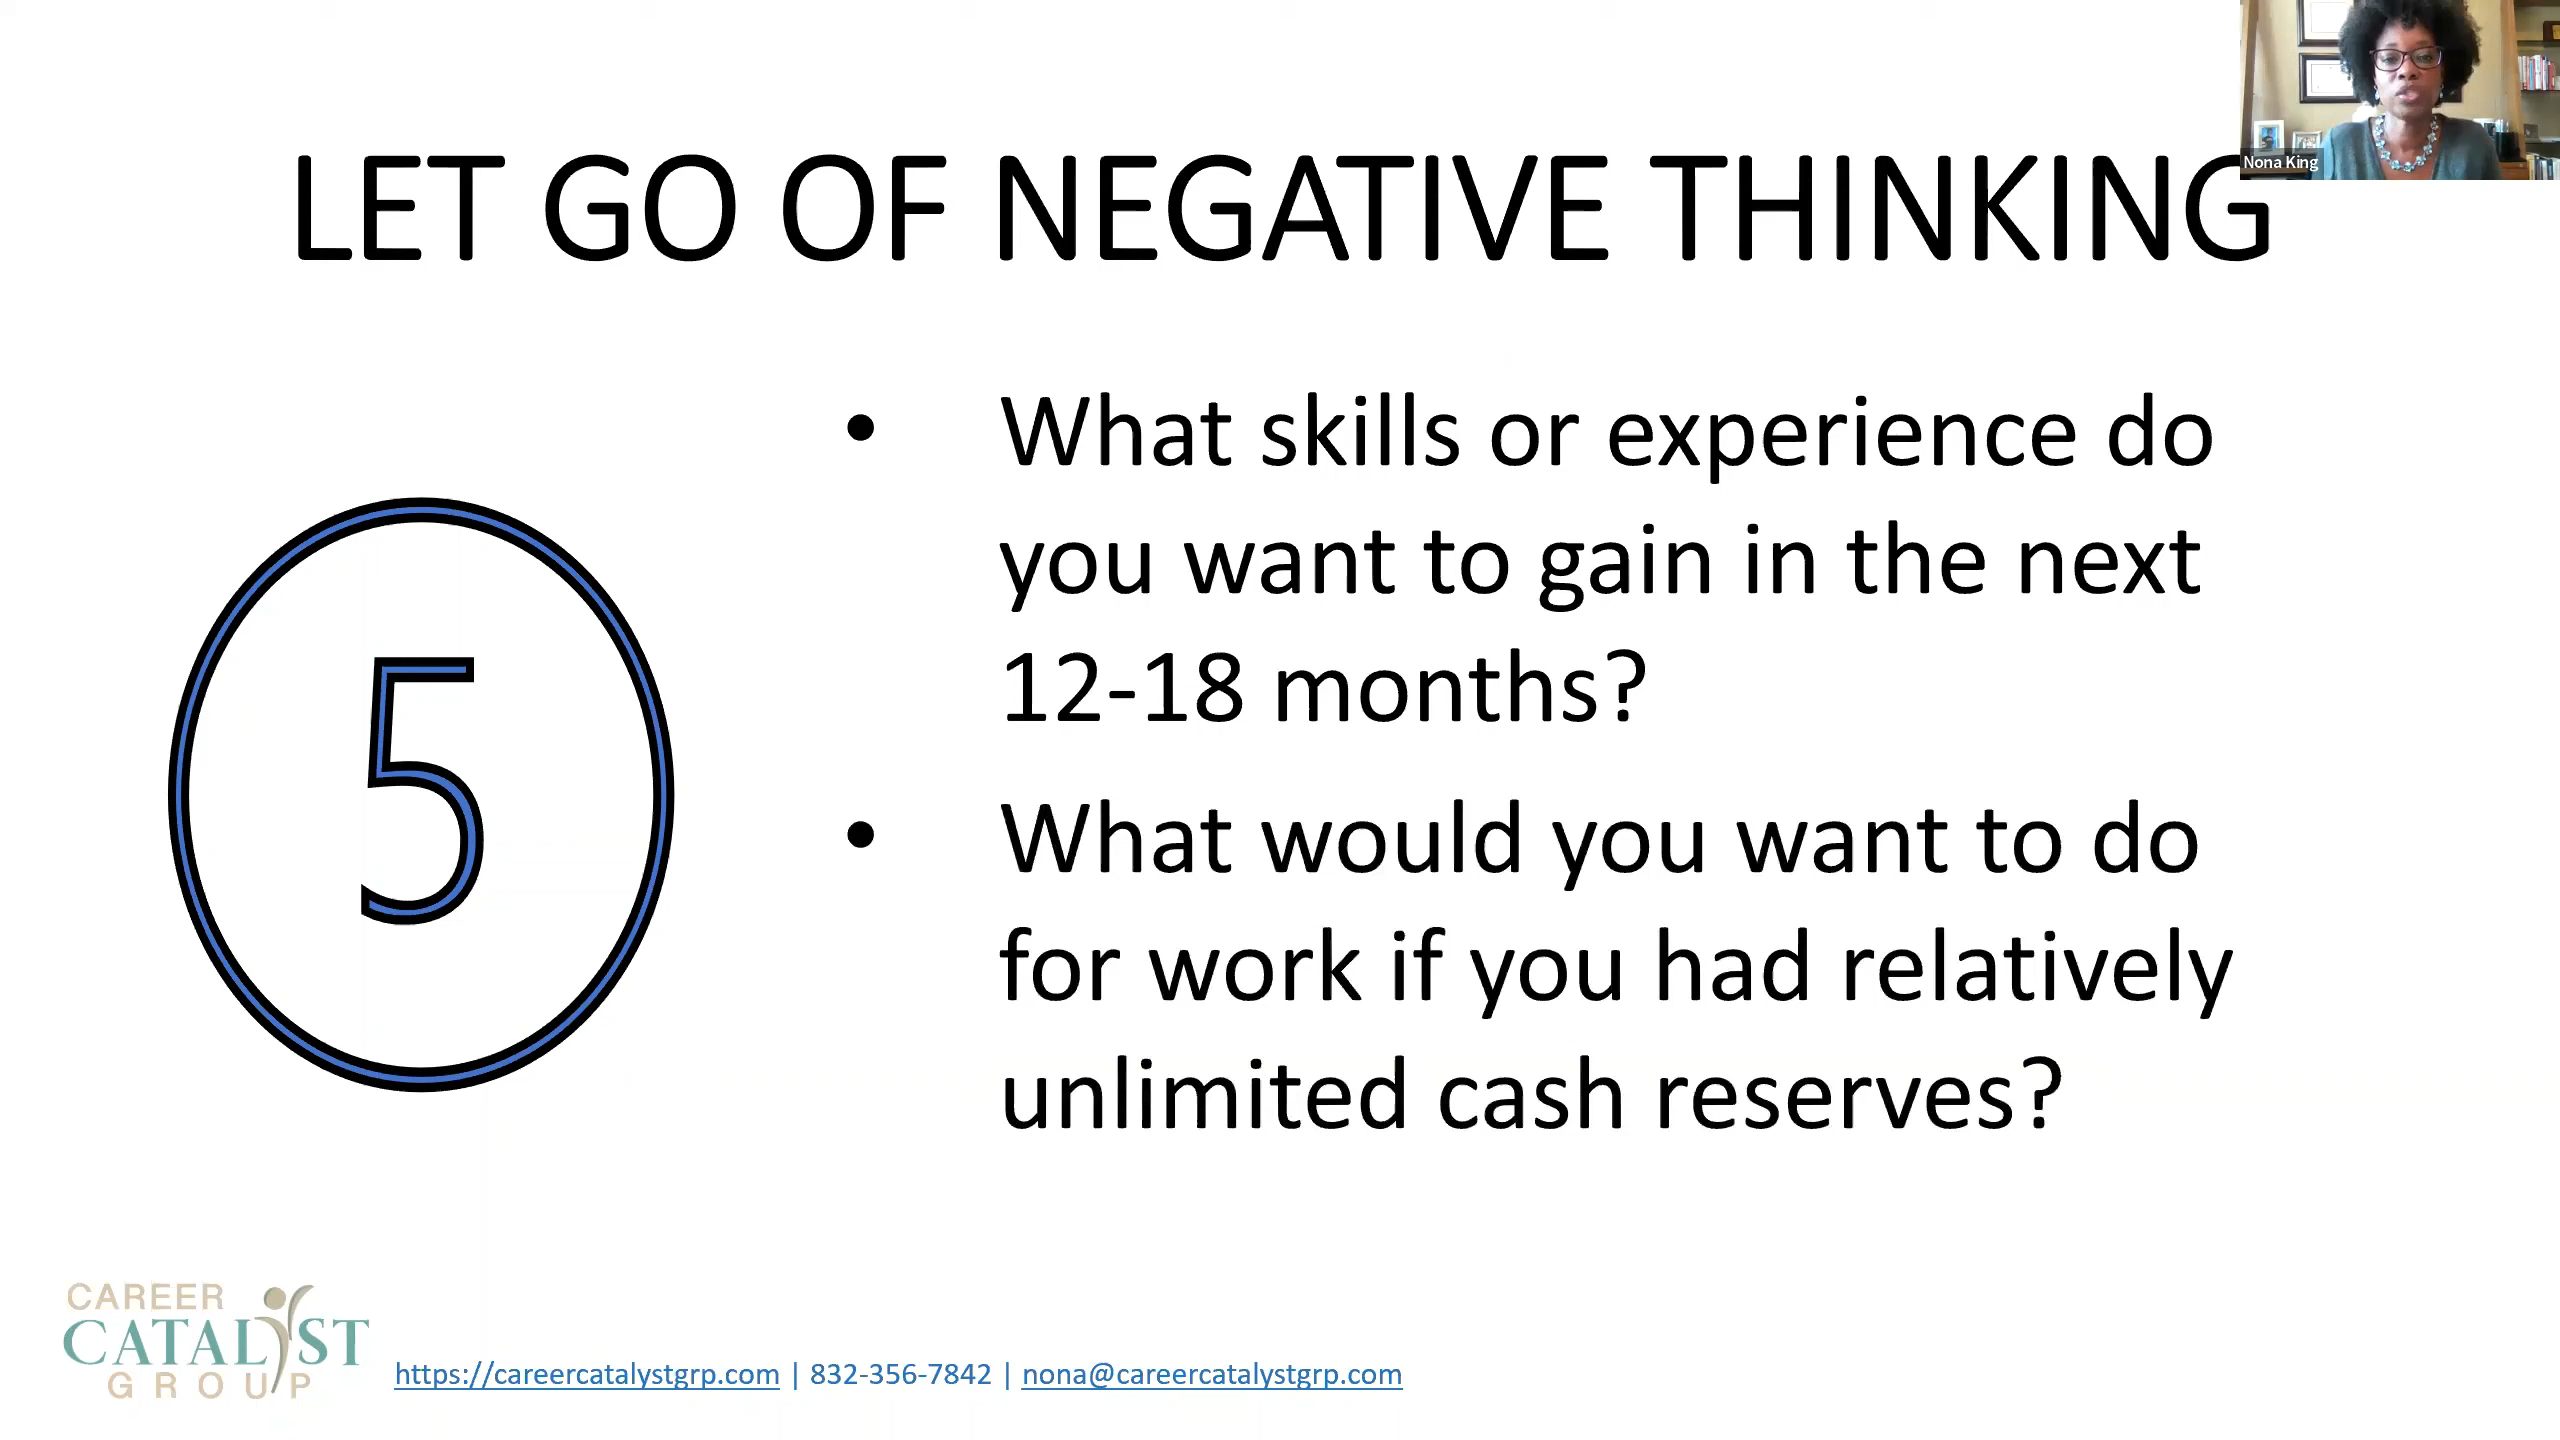 LET GO OF NEGATIVE THINKING
Nona King
5
• What skills or experience do
you want to gain in the next
12-18 months?
• What would you want to do
for work if you had relatively
unlimited cash reserves?
CAREER
CATALYST
GROUP
https://careercatalystgrp.com | 832-356-7842 | nona@careercatalystgrp.com